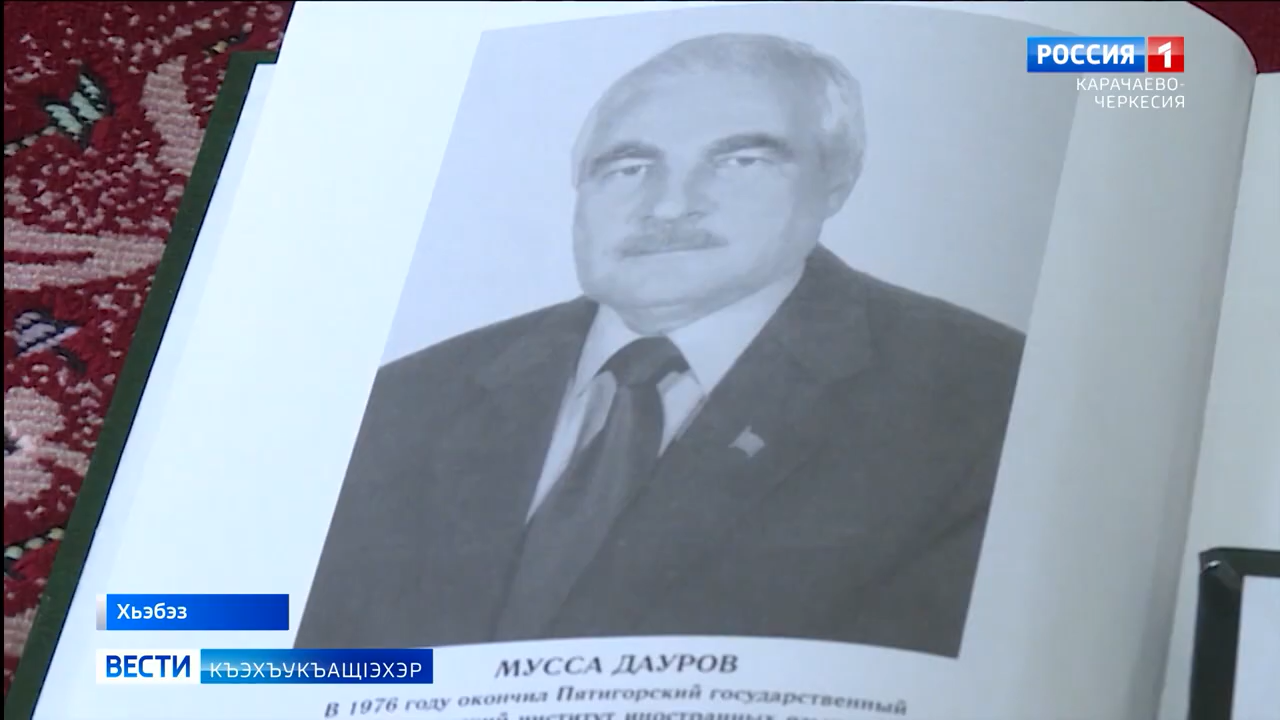 РОССИЯ 1
КАРАЧАЕВО-
ЧЕРКЕСИЯ
Хьэбэз
ВЕСТИ КЪЭХЪУКЪАЩIЭХЭР
МУССА ДАУРОВ
В 1976 году окончил Пятигорский государственный
институт иностранных